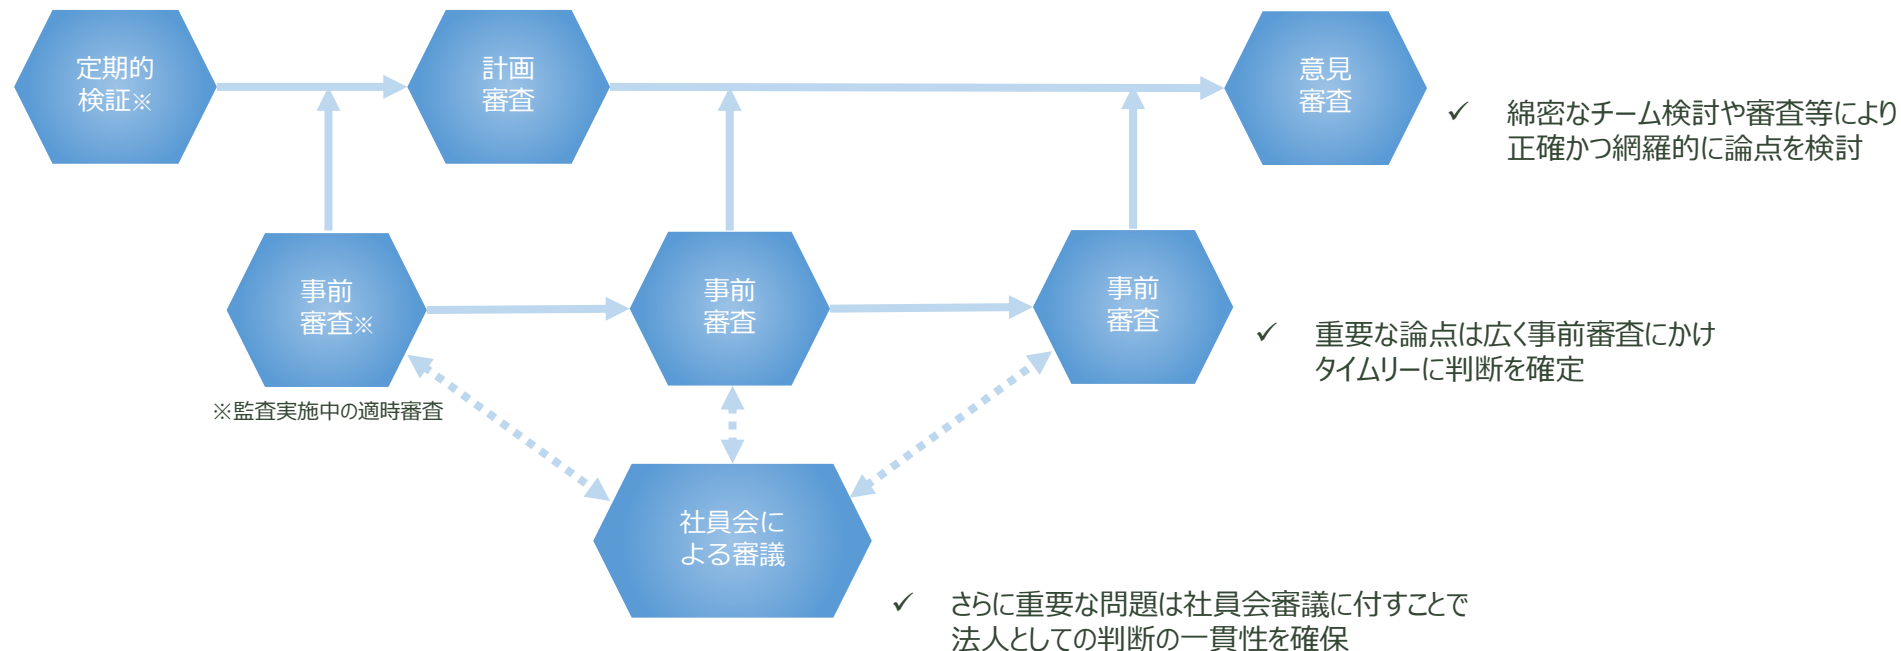 定期的
検証※
計画
審査
意見
審査
✓ 綿密なチーム検討や審査等により
正確かつ網羅的に論点を検討
事前
審査※
事前
審査
事前
審査
✓ 重要な論点は広く事前審査にかけ
タイムリーに判断を確定
※監査実施中の適時審査
社員会に
よる審議
✓ さらに重要な問題は社員会審議に付すことで
法人としての判断の一貫性を確保